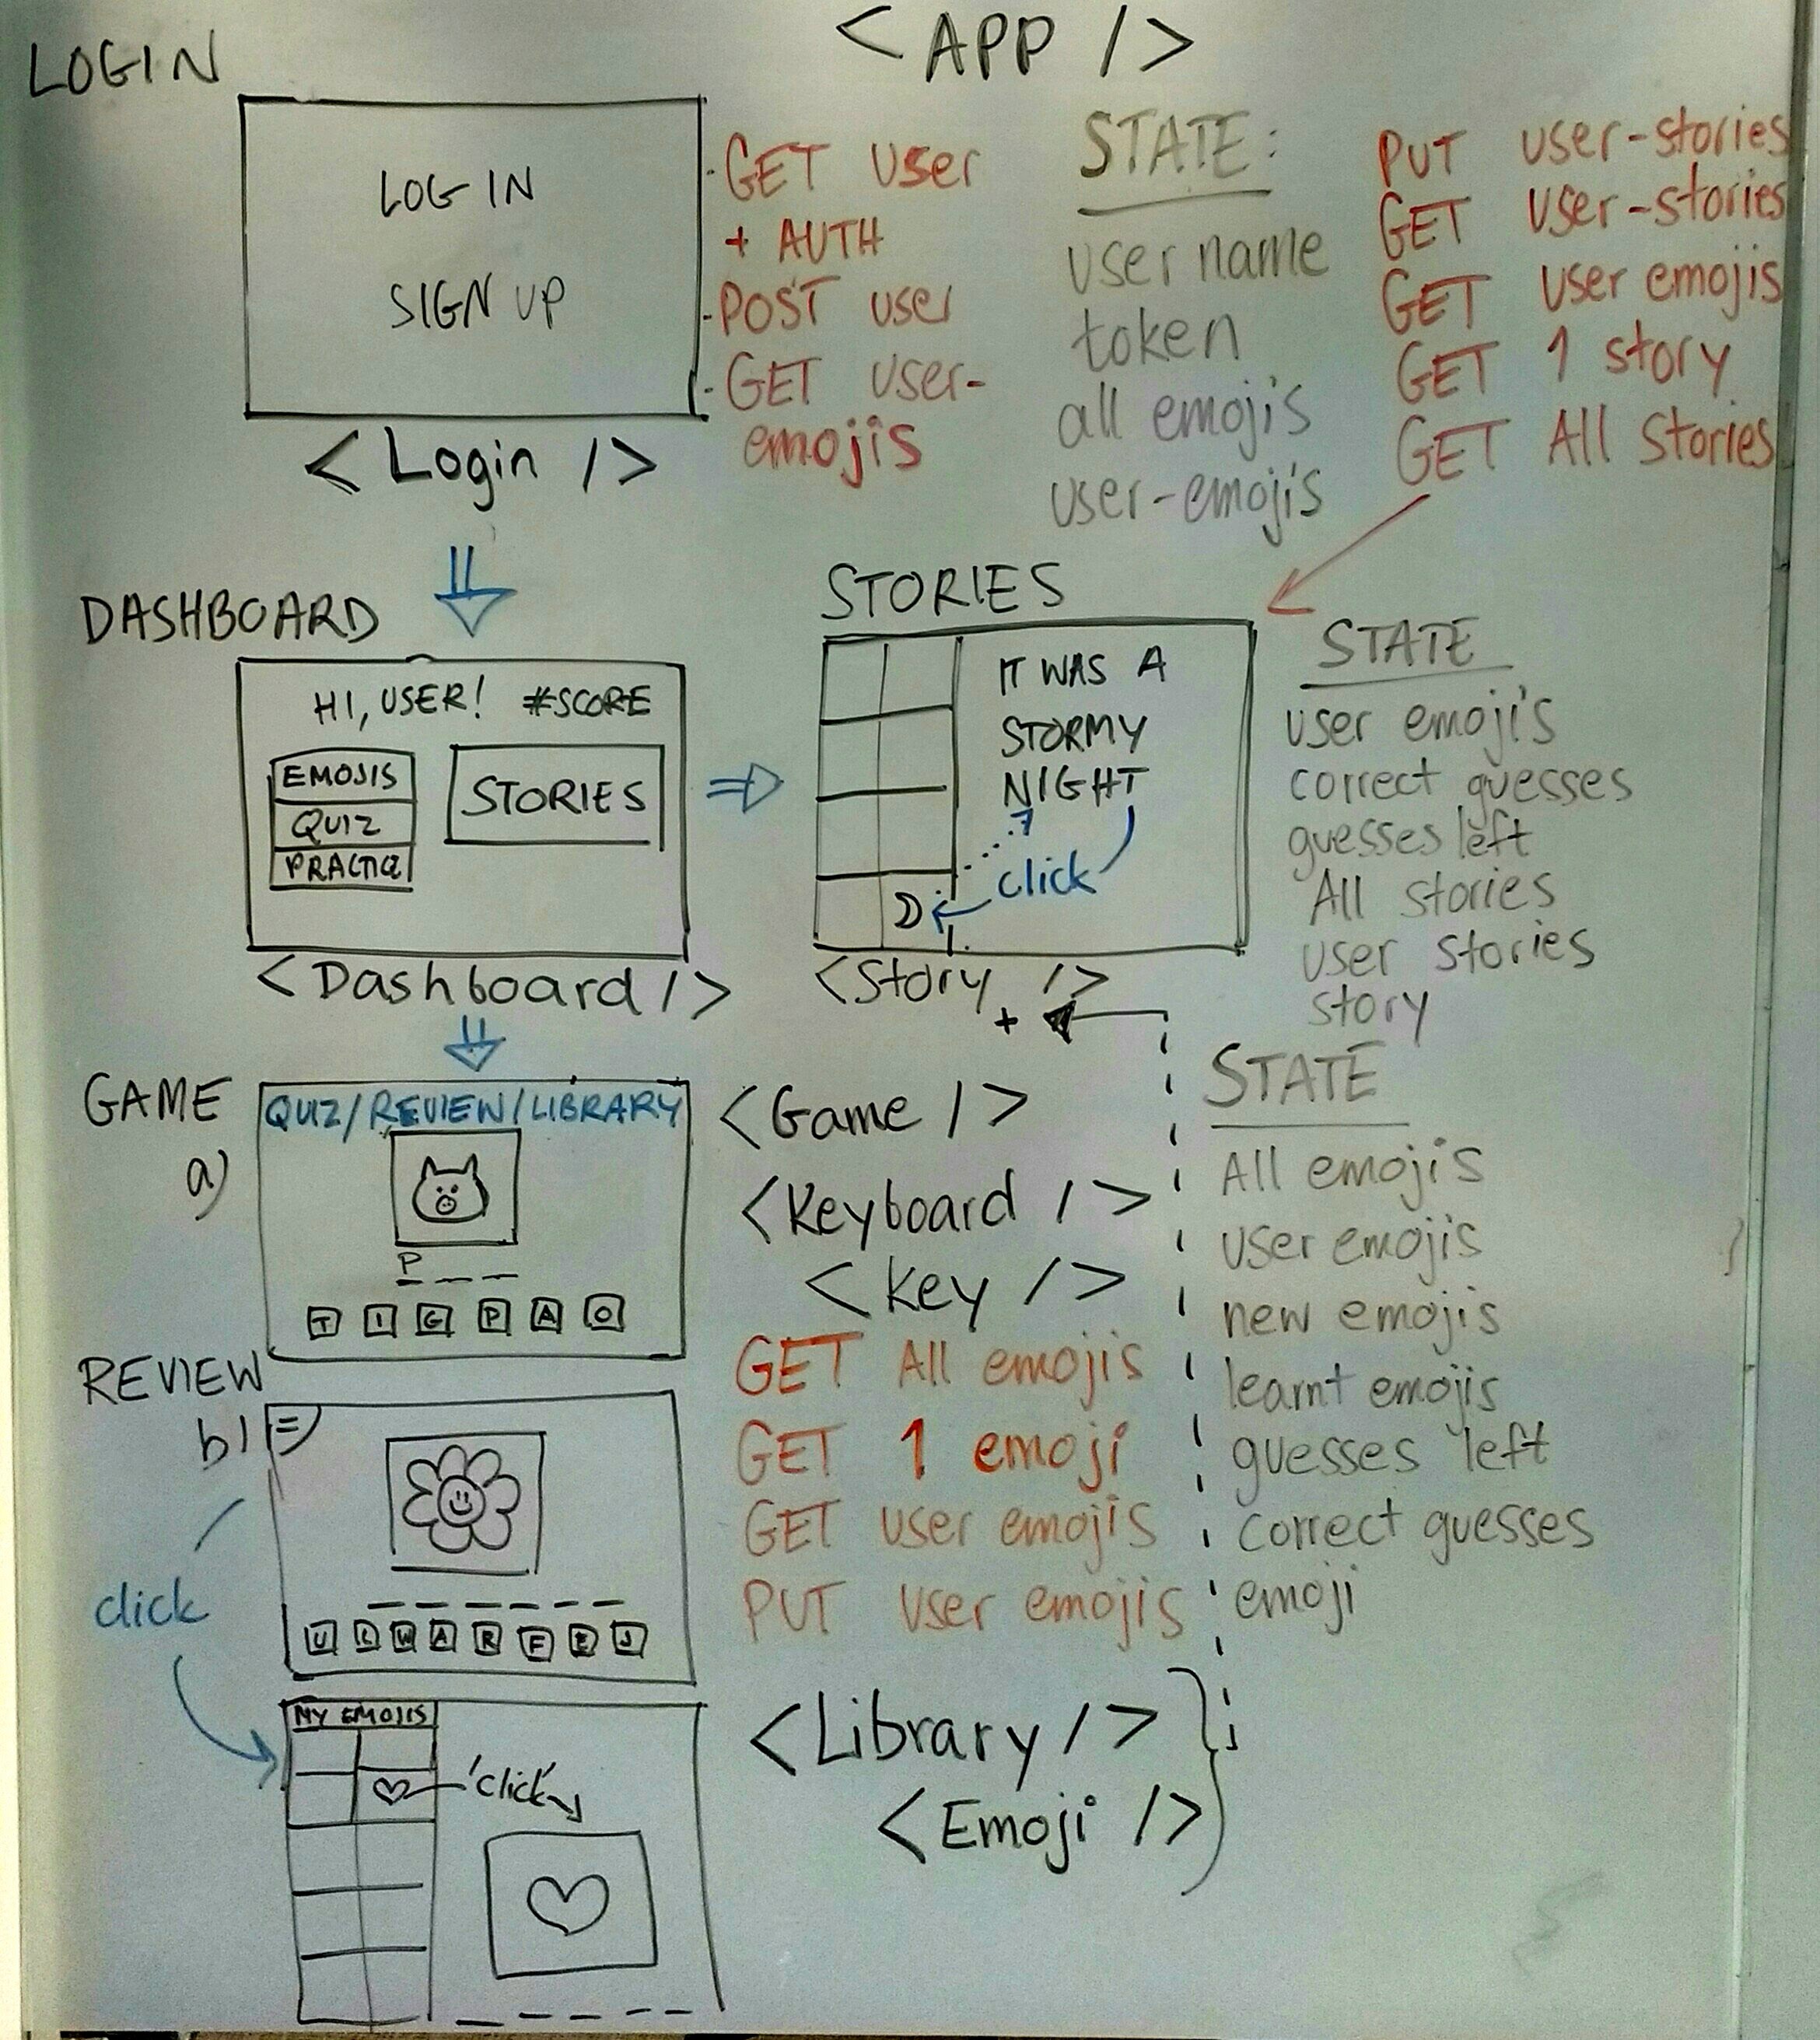 < APP />
LOGIN
LOG IN
SIGN UP
< Login />
- GET user
+ AUTH
- POST user
- GET user-
emojis
STATE:
user name
token
all emoji's
user-emoji's
PUT user-stories
GET user-stories
GET user emojis
GET 1 story
GET All stories
DASHBOARD
HI, USER! #SCORE
EMOJIS
QUIZ
PRACTICE
STORIES
< Dashboard />
STORIES
IT WAS A
STORMY
NIGHT
click
< Story />
+
STATE
user emoji's
correct guesses
guesses left
All stories
user stories
story
GAME
a)
QUIZ/REVIEW/LIBRARY
P _ _ _
T I G P A O
< Game />
< Keyboard />
< Key />
GET All emojis
GET 1 emoji
GET user emojis
PUT user emojis
STATE
All emojis
user emojis
new emojis
learnt emojis
guesses left
correct guesses
emoji
REVIEW
b)
click
U L W A R F E J
MY EMOJIS
'click'
< Library />
< Emoji />